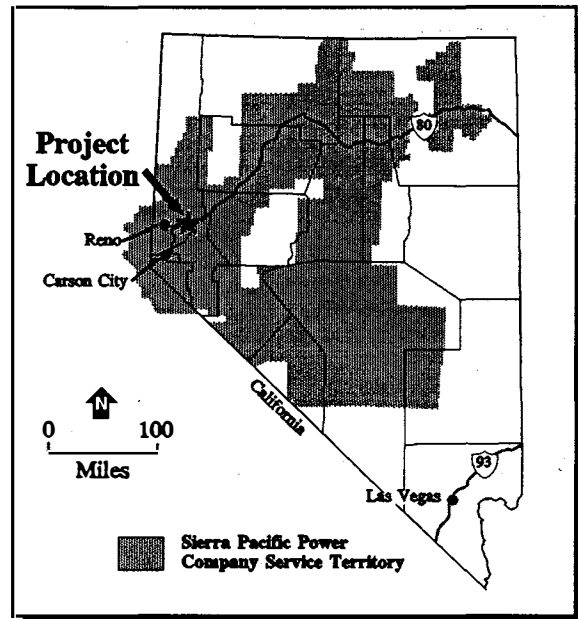 80
Project
Location
Reno
Carson City
California
N
0 100
Miles
93
Las Vegas
Sierra Pacific Power
Company Service Territory